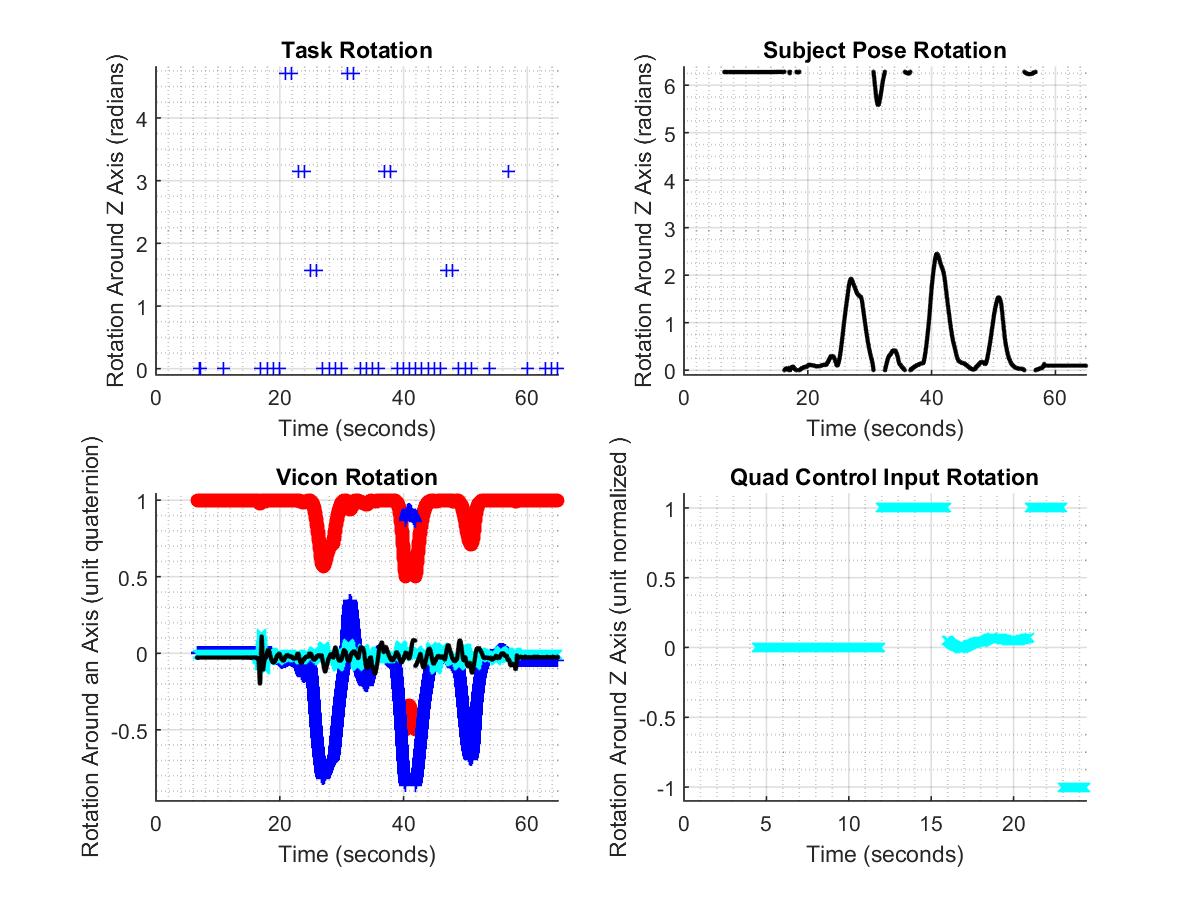 Task Rotation
Rotation Around Z Axis (radians)
4
3
2
1
0
0 20 40 60
Time (seconds)
Subject Pose Rotation
Rotation Around Z Axis (radians)
6
5
4
3
2
1
0
0 20 40 60
Time (seconds)
Vicon Rotation
Rotation Around an Axis (unit quaternion)
1
0.5
0
-0.5
0 20 40 60
Time (seconds)
Quad Control Input Rotation
Rotation Around Z Axis (unit normalized )
1
0.5
0
-0.5
-1
0 5 10 15 20
Time (seconds)